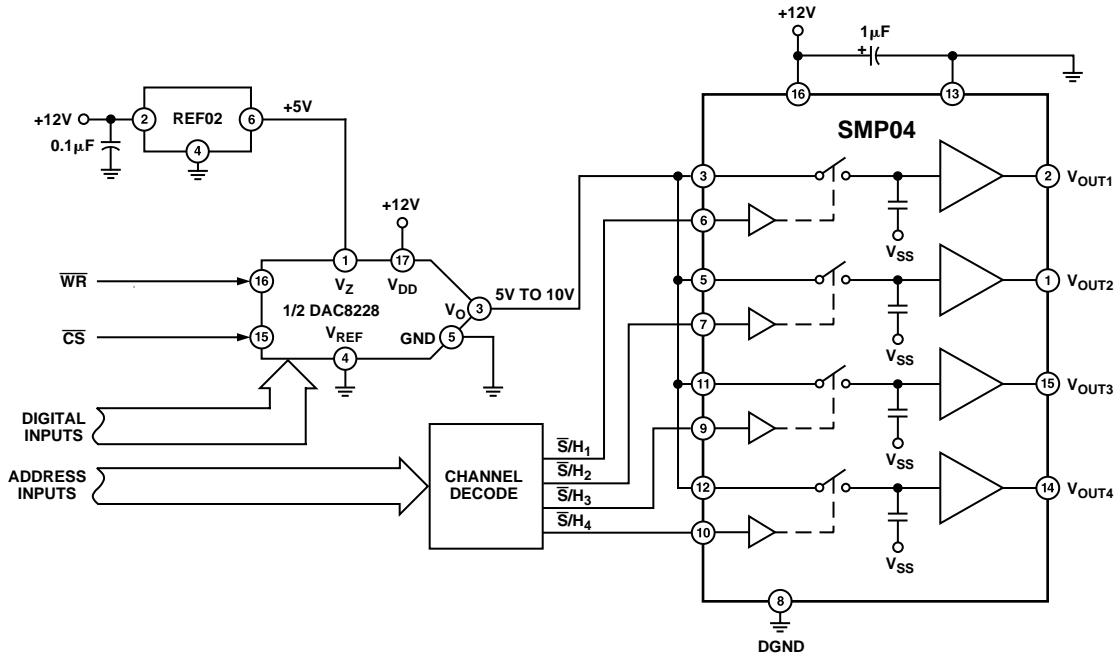 +12V
1μF
+
16
13
+12V
2
REF02
6
+5V
4
0.1μF
SMP04
3
2
VOUT1
6
VSS
+12V
1
17
VZ
VDD
WR
16
1/2 DAC8228
VO
3
5V TO 10V
CS
15
VREF
GND
5
4
5
1
VOUT2
7
VSS
11
15
VOUT3
9
VSS
12
14
VOUT4
10
VSS
DIGITAL
INPUTS
ADDRESS
INPUTS
CHANNEL
DECODE
S̅/H1
S̅/H2
S̅/H3
S̅/H4
8
DGND